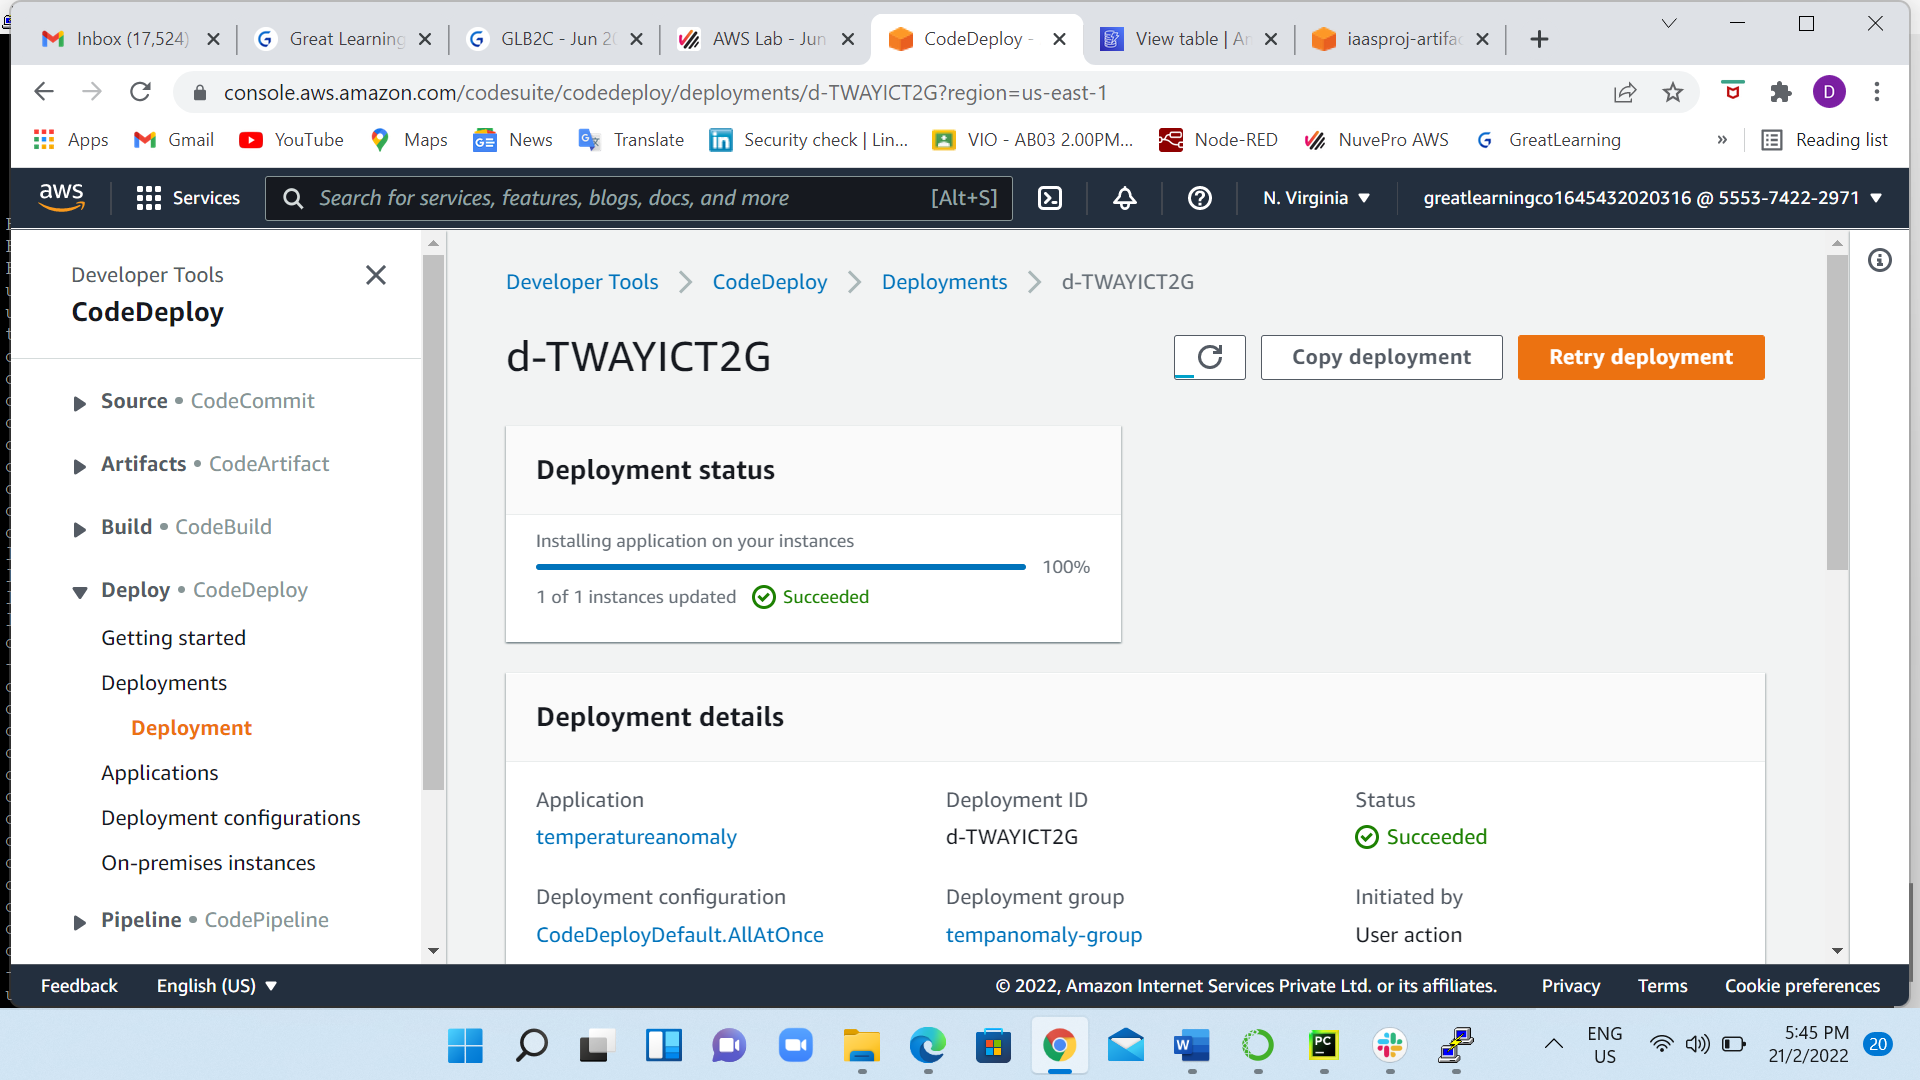 Inbox (17,524)
Great Learning
GLB2C - Jun 20
AWS Lab - Jun
CodeDeploy -
View table | Am
iaasproj-artifac
console.aws.amazon.com/codesuite/codedeploy/deployments/d-TWAYICT2G?region=us-east-1
D
Apps
Gmail
YouTube
Maps
News
Translate
Security check | Lin...
VIO - AB03 2.00PM...
Node-RED
NuvePro AWS
GreatLearning
»
Reading list
aws
Services
Search for services, features, blogs, docs, and more
[Alt+S]
N. Virginia
greatlearningco1645432020316 @ 5553-7422-2971
Developer Tools
CodeDeploy
Source • CodeCommit
Artifacts • CodeArtifact
Build • CodeBuild
Deploy • CodeDeploy
Getting started
Deployments
Deployment
Applications
Deployment configurations
On-premises instances
Pipeline • CodePipeline
Developer Tools
CodeDeploy
Deployments
d-TWAYICT2G
d-TWAYICT2G
Copy deployment
Retry deployment
Deployment status
Installing application on your instances
100%
1 of 1 instances updated
Succeeded
Deployment details
Application
Deployment ID
Status
temperatureanomaly
d-TWAYICT2G
Succeeded
Deployment configuration
Deployment group
Initiated by
CodeDeployDefault.AllAtOnce
tempanomaly-group
User action
Feedback
English (US)
© 2022, Amazon Internet Services Private Ltd. or its affiliates.
Privacy
Terms
Cookie preferences
W
PC
ENG
US
5:45 PM
21/2/2022
20